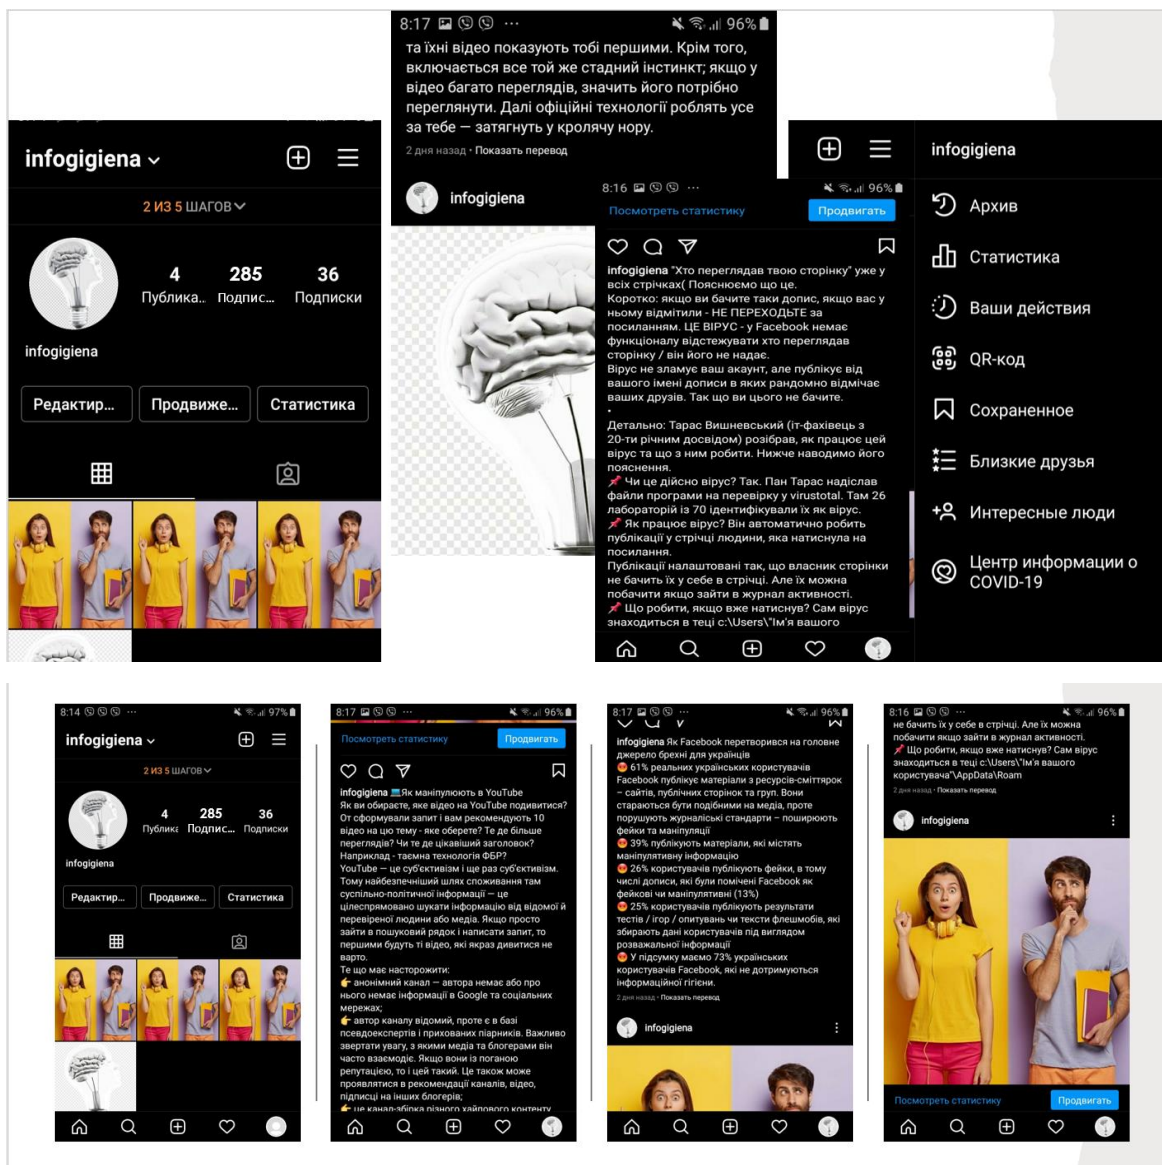 8:17 96%
та їхні відео показують тобі першими. Крім того,
включається все той же стадний інстинкт; якщо у
відео багато переглядів, значить його потрібно
переглянути. Далі офіційні технології роблять усе
за тебе — затягнуть у кролячу нору.
2 дня назад • Показать перевод
infogigiena
infogigiena
2 ИЗ 5 ШАГОВ
4 285 36
Публика... Подпис... Подписки
infogigiena
Редактир... Продвиже... Статистика
8:16 96%
Посмотреть статистику Продвигать
infogigiena "Хто переглядав твою сторінку" уже у
всіх стрічках( Пояснюємо що це.
Коротко: якщо ви бачите таки допис, якщо вас у
ньому відмітили - НЕ ПЕРЕХОДЬТЕ за
посиланням. ЦЕ ВІРУС - у Facebook немає
функціоналу відстежувати хто переглядав
сторінку / він його не надає.
Вірус не зламує ваш акаунт, але публікує від
вашого імені дописи в яких рандомно відмічає
ваших друзів. Так що ви цього не бачите.
•
Детально: Тарас Вишневський (іт-фахівець з
20-ти річним досвідом) розібрав, як працює цей
вірус та що з ним робити. Нижче наводимо його
пояснення.
📌 Чи це дійсно вірус? Так. Пан Тарас надіслав
файли програми на перевірку у virustotal. Там 26
лабораторій із 70 ідентифікували їх як вірус.
📌 Як працює вірус? Він автоматично робить
публікації у стрічці людини, яка натиснула на
посилання.
Публікації налаштовані так, що власник сторінки
не бачить їх у себе в стрічці. Але їх можна
побачити якщо зайти в журнал активності.
📌 Що робити, якщо вже натиснув? Сам вірус
знаходиться в теці c:\Users\"Ім'я вашого
infogigiena
Архив
Статистика
Ваши действия
QR-код
Сохраненное
Близкие друзья
Интересные люди
Центр информации о
COVID-19
8:14 97%
infogigiena
2 ИЗ 5 ШАГОВ
4 285 36
Публика Подпис... Подписки
infogigiena
Редактир... Продвиже... Статистика
8:17 96%
Посмотреть статистику Продвигать
infogigiena 💻Як маніпулюють в YouTube
Як ви обираєте, яке відео на YouTube подивитися?
От сформували запит і вам рекомендують 10
відео на цю тему - яке оберете? Те де більше
переглядів? Чи те де цікавіший заголовок?
Наприклад - таємна технологія ФБР?
YouTube — це суб'єктивізм і ще раз суб'єктивізм.
Тому найбезпечніший шлях споживання там
суспільно-політичної інформації — це
цілеспрямовано шукати інформацію від відомої й
перевіреної людини або медіа. Якщо просто
зайти в пошуковий рядок і написати запит, то
першими будуть ті відео, які якраз дивитися не
варто.
Те що має насторожити:
👉 анонімний канал — автора немає або про
нього немає інформації в Google та соціальних
мережах;
👉 автор каналу відомий, проте є в базі
псевдоекспертів і прихованих піарників. Важливо
звертати увагу, з якими медіа та блогерами він
часто взаємодіє. Якщо вони із поганою
репутацією, то і цей такий. Це також може
проявлятися в рекомендації каналів, відео,
підписці на інших блогерів;
👉 це канал-збірка різного хайпового контенту
8:17 96%
infogigiena Як Facebook перетворився на головне
джерело брехні для українців
😡 61% реальних українських користувачів
Facebook публікує матеріали з ресурсів-сміттярок
– сайтів, публічних сторінок та груп. Вони
стараються бути подібними на медіа, проте
порушують журналіські стандарти – поширюють
фейки та маніпуляції
😡 39% публікують матеріали, які містять
маніпулятивну інформацію
😡 26% користувачів публікують фейки, в тому
числі дописи, які були помічені Facebook як
фейкові чи маніпулятивні (13%)
😡 25% користувачів публікують результати
тестів / ігор / опитувань чи тексти флешмобів, які
збирають дані користувачів під виглядом
розважальної інформації
😡 У підсумку маємо 73% українських
користувачів Facebook, які не дотримуються
інформаційної гігієни.
2 дня назад • Показать перевод
infogigiena
8:16 96%
не бачить їх у себе в стрічці. Але їх можна
побачити якщо зайти в журнал активності.
📌 Що робити, якщо вже натиснув? Сам вірус
знаходиться в теці c:\Users\"Ім'я вашого
користувача"\AppData\Roam
2 дня назад • Показать перевод
infogigiena
Посмотреть статистику Продвигать